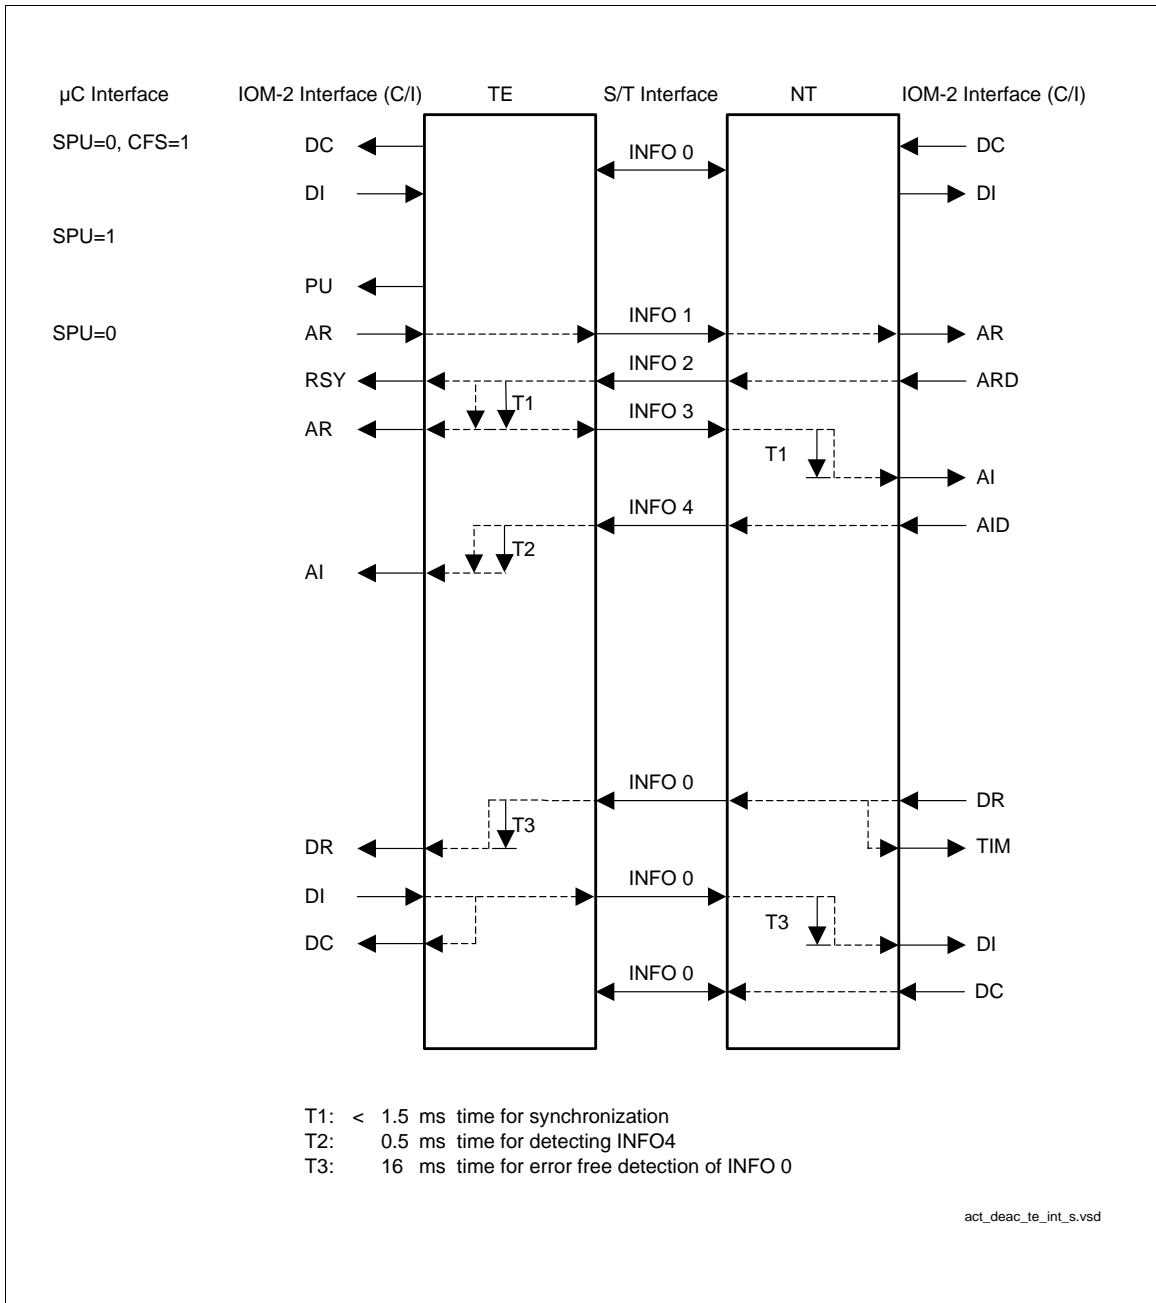 µC Interface IOM-2 Interface (C/I) TE S/T Interface NT IOM-2 Interface (C/I)
SPU=0, CFS=1 DC INFO 0 DC
DI DI
SPU=1
PU
SPU=0 AR INFO 1 AR
RSY INFO 2 ARD
T1
AR INFO 3
T1
AI
INFO 4 AID
T2
AI
INFO 0 DR
T3
DR TIM
DI INFO 0
T3
DC DI
INFO 0 DC
T1: < 1.5 ms time for synchronization
T2: 0.5 ms time for detecting INFO4
T3: 16 ms time for error free detection of INFO 0
act_deac_te_int_s.vsd